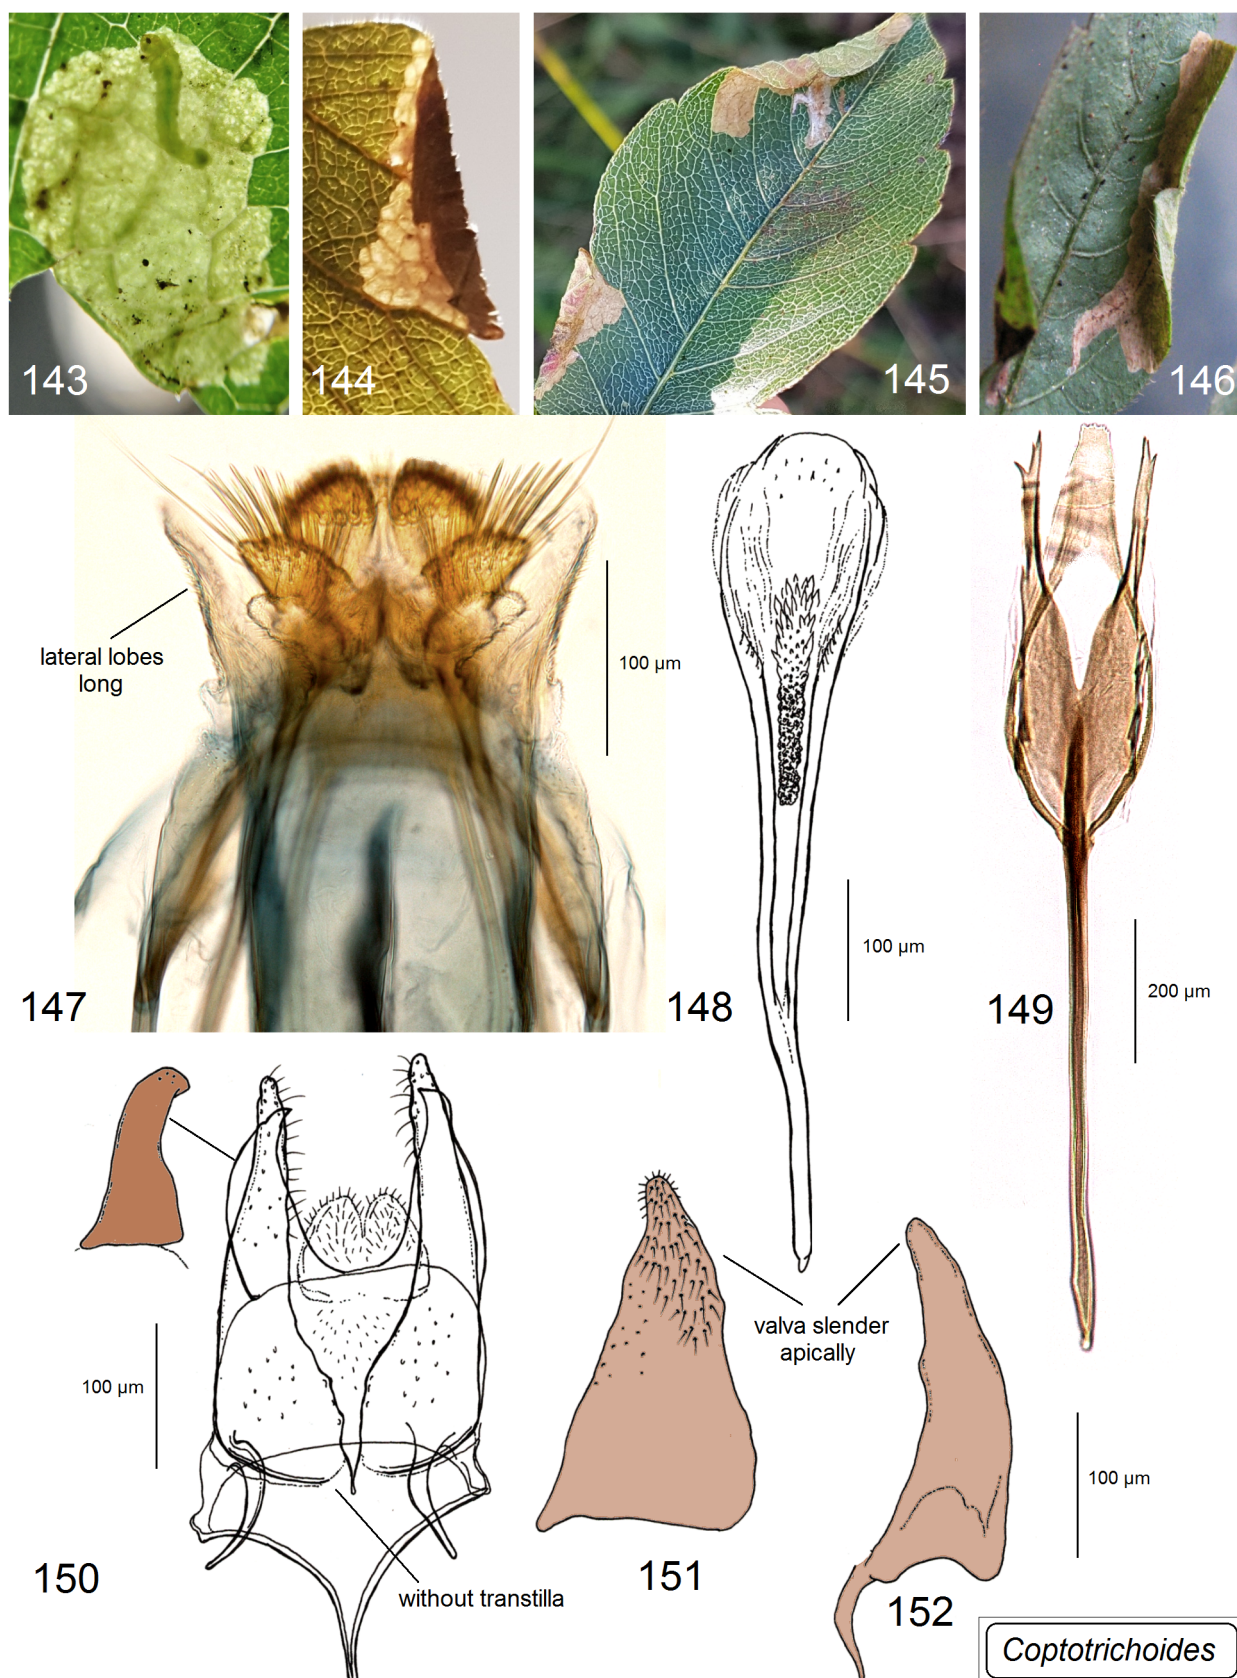 143
144
145
146
lateral lobes
long
100 µm
147
100 µm
148
200 µm
149
100 µm
150
without transtilla
valva slender
apically
151
100 µm
152
Coptotrichoides